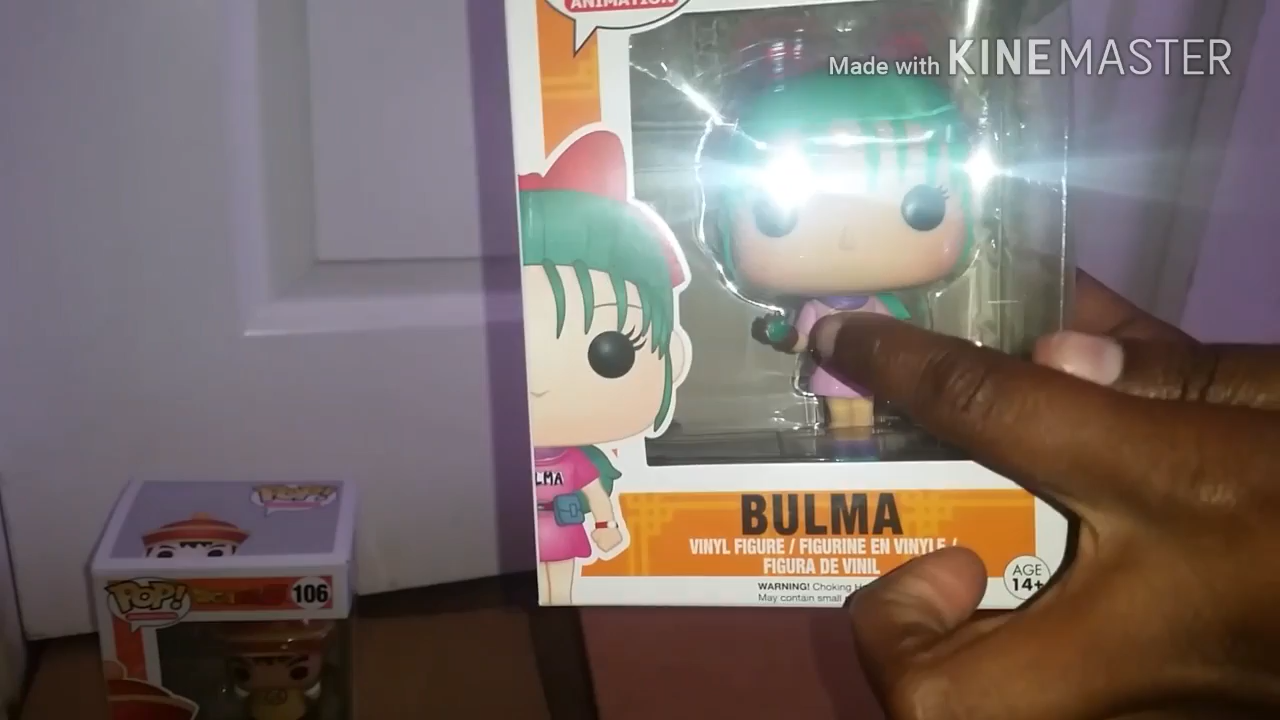 ANIMATION
Made with KINEMASTER
LMA
BULMA
VINYL FIGURE / FIGURINE EN VINYLE /
FIGURA DE VINIL
WARNING! Choking
May contain small
AGE
14+
POP!
POP!
106